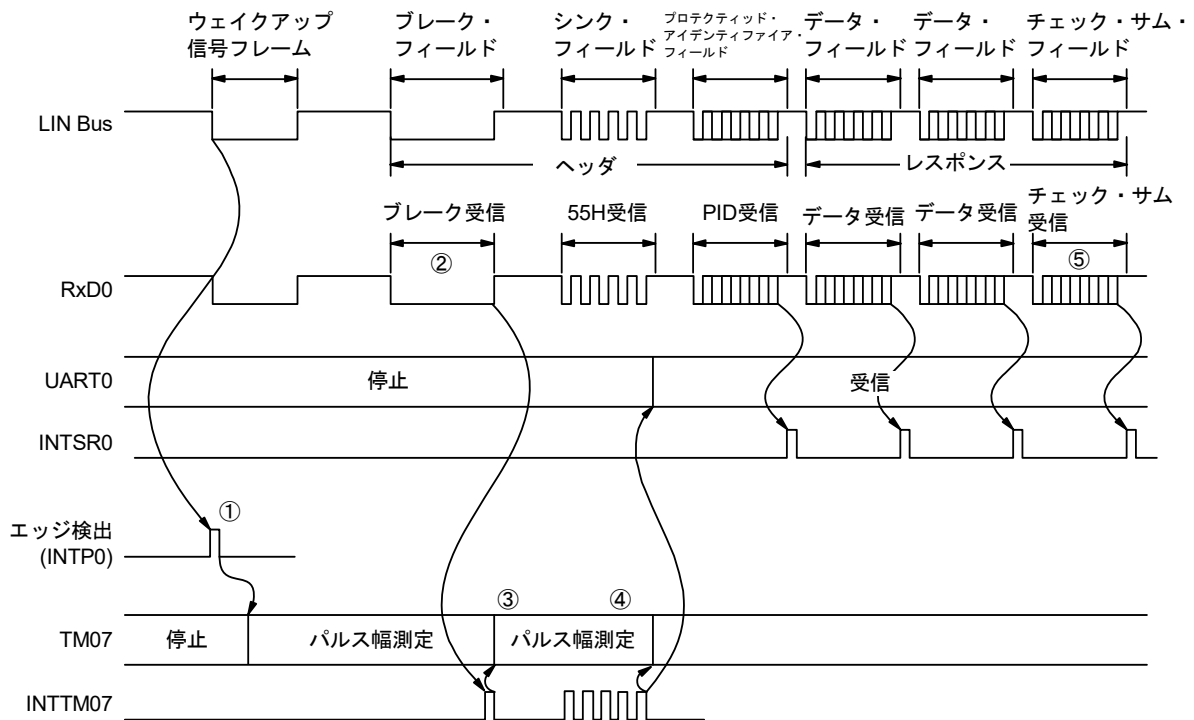 ウェイクアップ
信号フレーム
ブレーク・
フィールド
シンク・
フィールド
プロテクティッド・
アイデンティファイア・
フィールド
データ・
フィールド
データ・
フィールド
チェック・サム・
フィールド
LIN Bus
ヘッダ
レスポンス
ブレーク受信
55H受信
PID受信
データ受信
データ受信
チェック・サム
受信
②
⑤
RxD0
UART0
停止
受信
INTSR0
①
エッジ検出
(INTP0)
③
④
TM07
停止
パルス幅測定
パルス幅測定
INTTM07